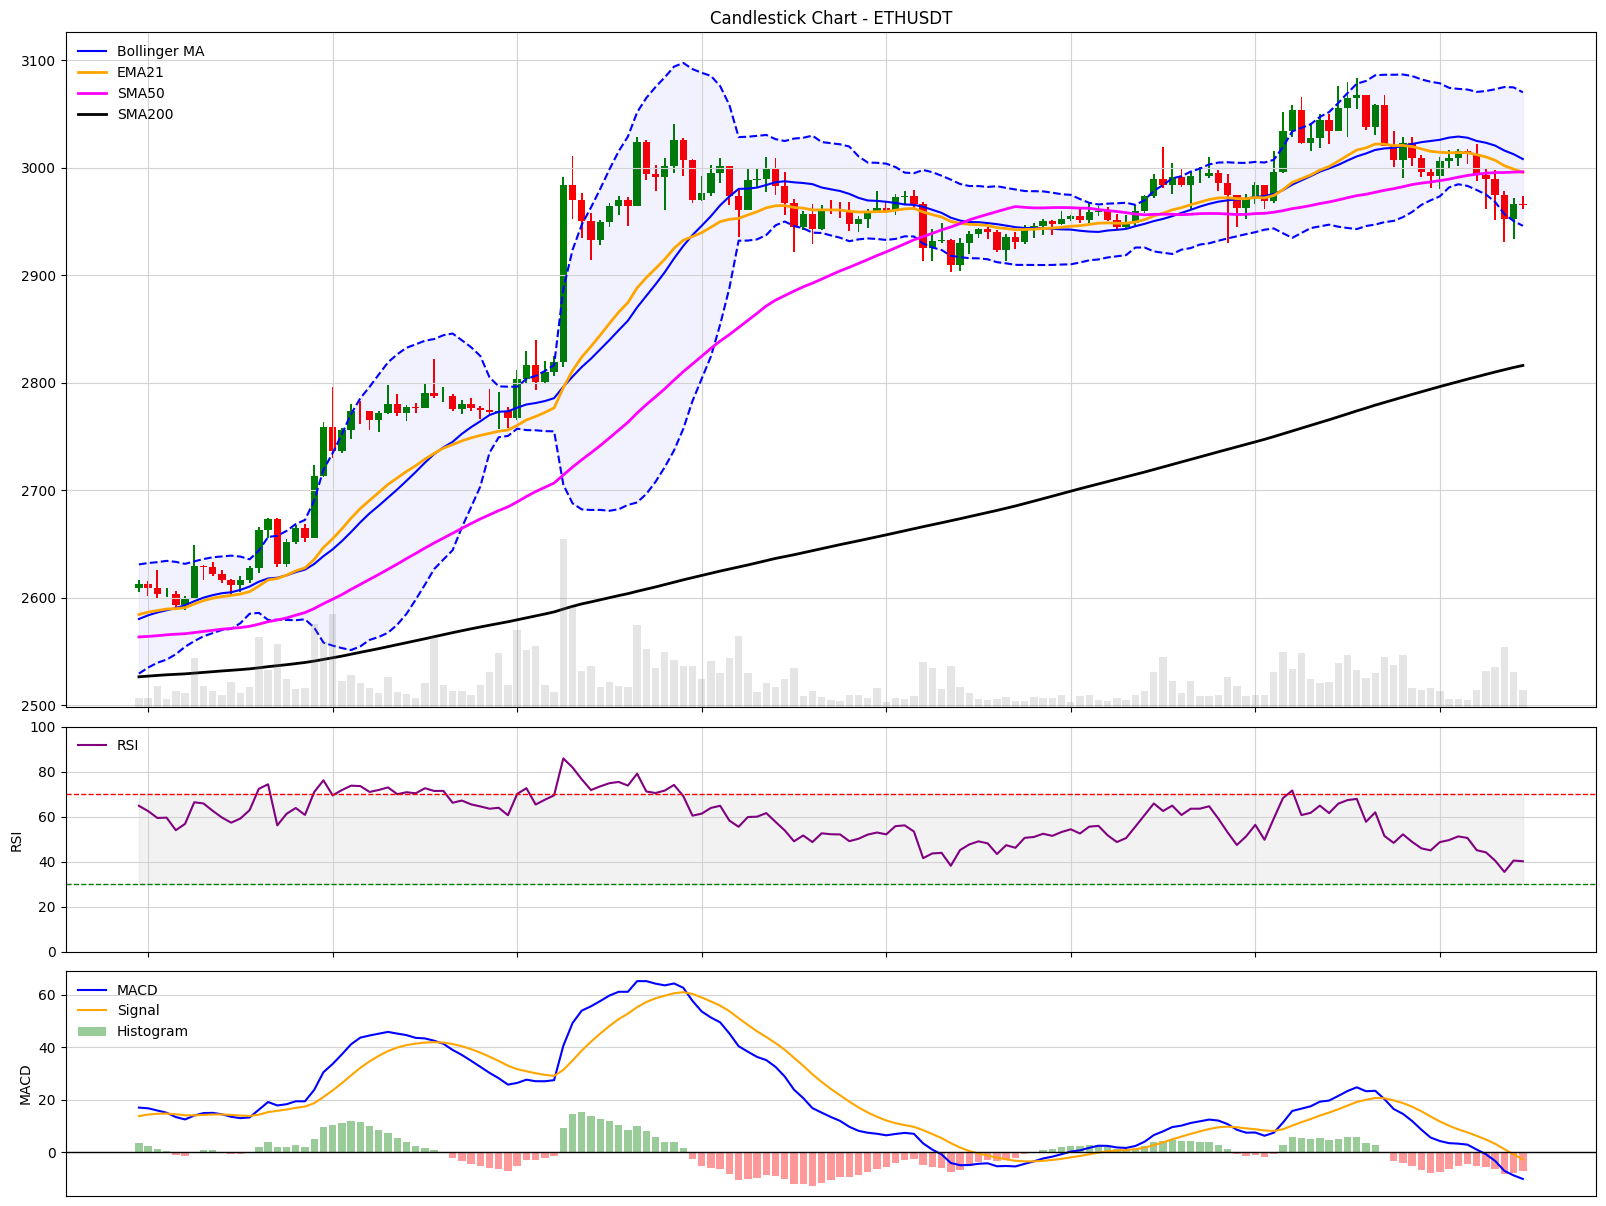 Candlestick Chart - ETHUSDT
Bollinger MA
EMA21
SMA50
SMA200
3100
3000
2900
2800
2700
2600
2500
RSI
100
80
60
40
20
0
RSI
MACD
Signal
Histogram
60
40
20
0
MACD